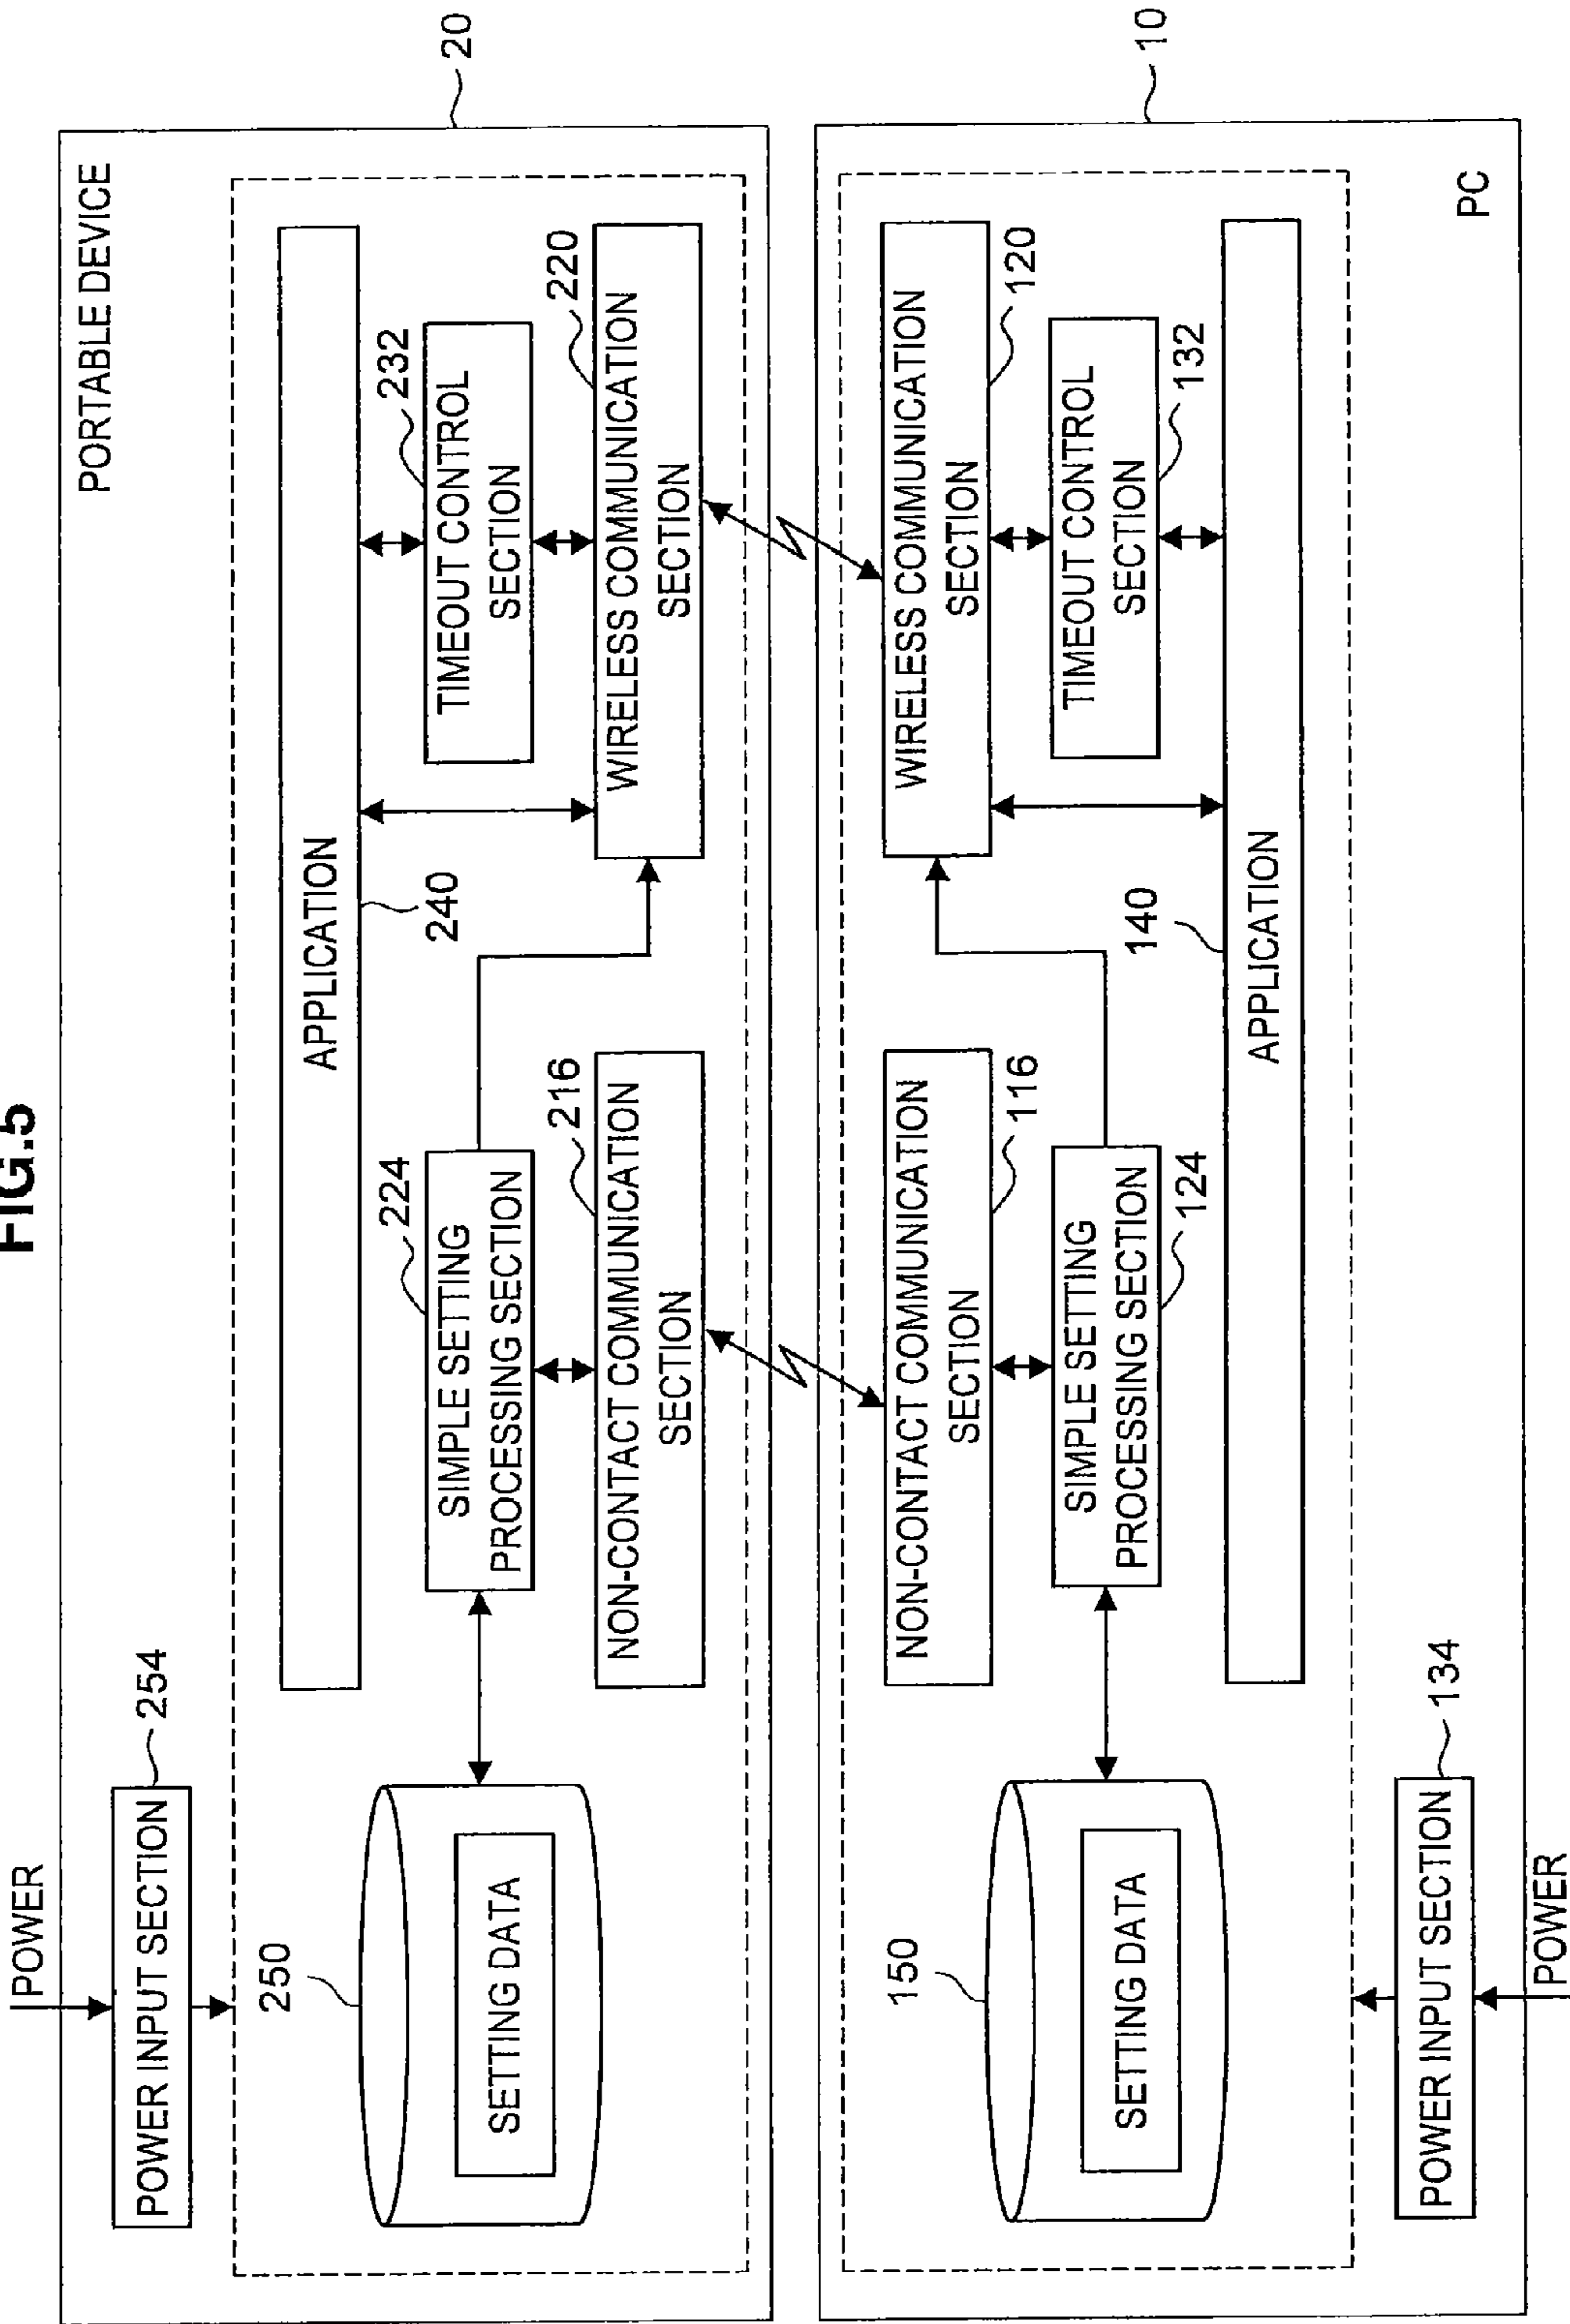 FIG.5
POWER
POWER INPUT SECTION
254
PORTABLE DEVICE
20
APPLICATION
240
250
SETTING DATA
224
SIMPLE SETTING
PROCESSING SECTION
232
TIMEOUT CONTROL
SECTION
216
NON-CONTACT COMMUNICATION
SECTION
220
WIRELESS COMMUNICATION
SECTION
NON-CONTACT COMMUNICATION
SECTION
116
WIRELESS COMMUNICATION
SECTION
120
150
SETTING DATA
SIMPLE SETTING
PROCESSING SECTION
124
TIMEOUT CONTROL
SECTION
132
140
APPLICATION
POWER INPUT SECTION
134
PC
10
POWER